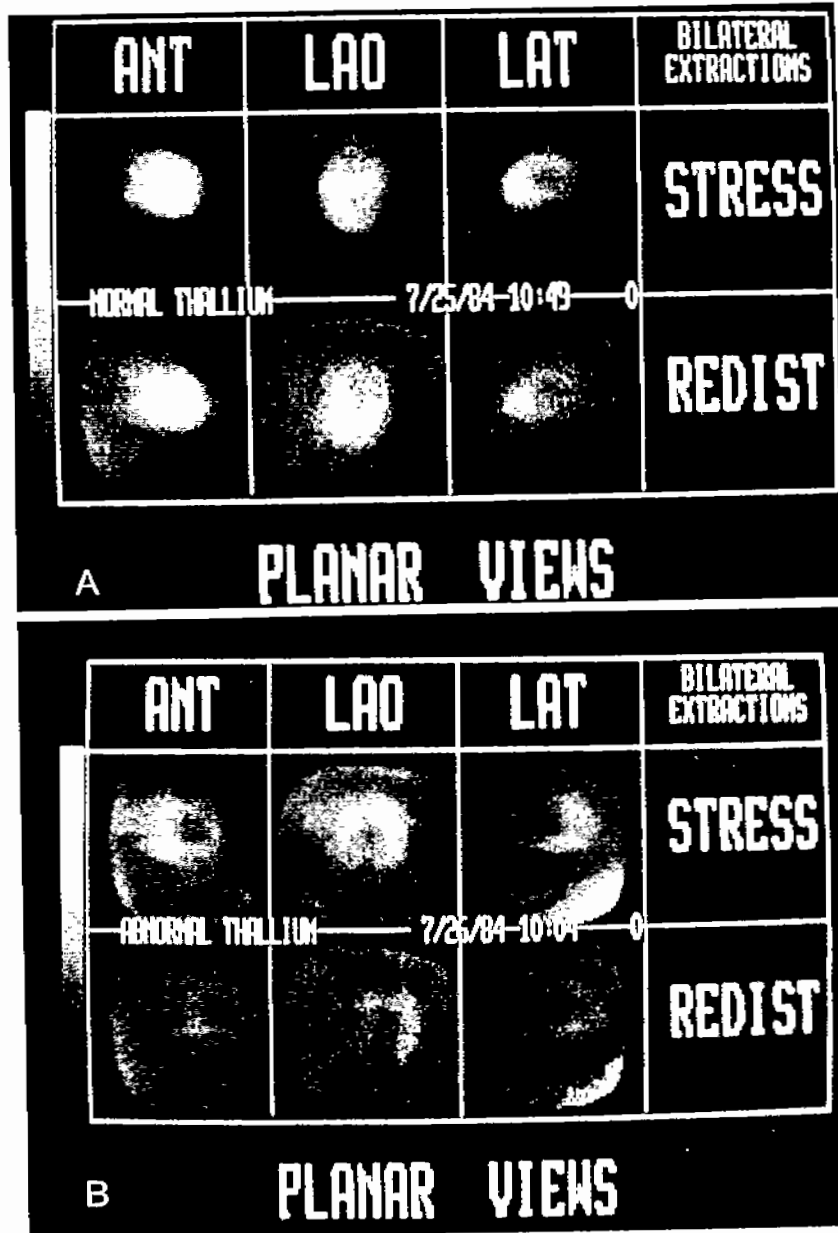 ANT LAO LAT BILATERAL EXTRACTIONS
STRESS
NORMAL THALLIUM 7/25/84 10:49 0
REDIST
A PLANAR VIEWS
ANT LAO LAT BILATERAL EXTRACTIONS
STRESS
ABNORMAL THALLIUM 7/26/84 10:04 0
REDIST
B PLANAR VIEWS